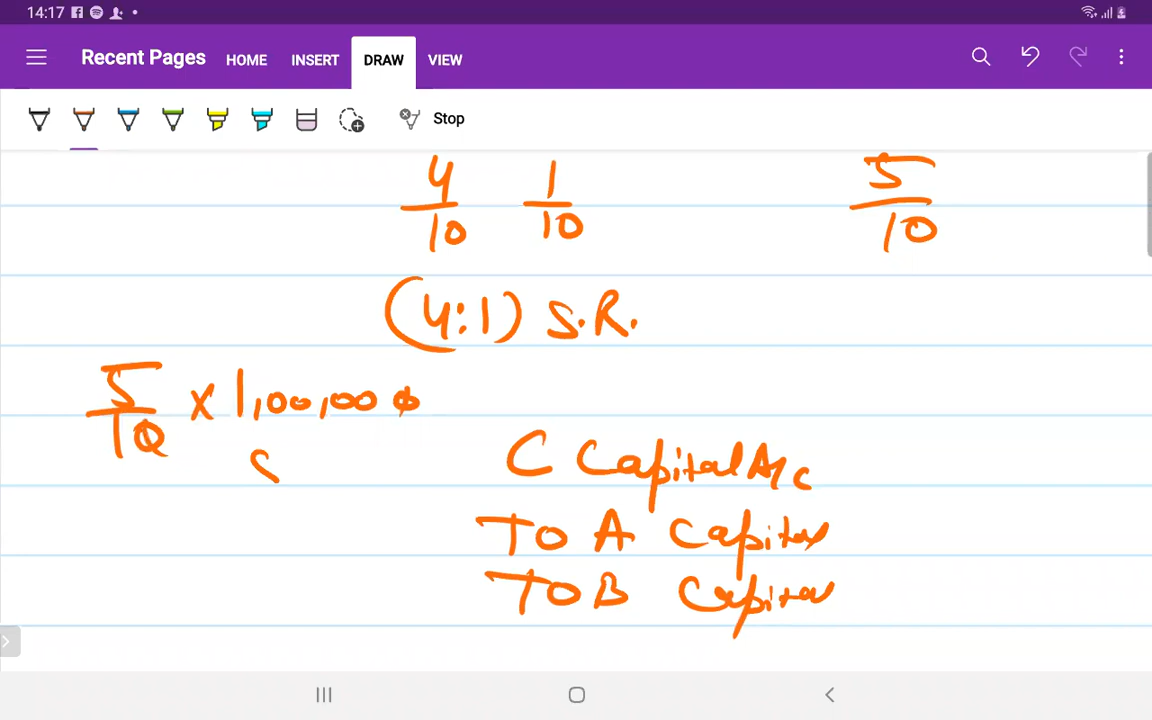 14:17
Recent Pages HOME INSERT DRAW VIEW
Stop
4/10 1/10 5/10
(4:1) S.R.
5/10 x 1,00,000
C Capital A/c
To A Capital
To B Capital